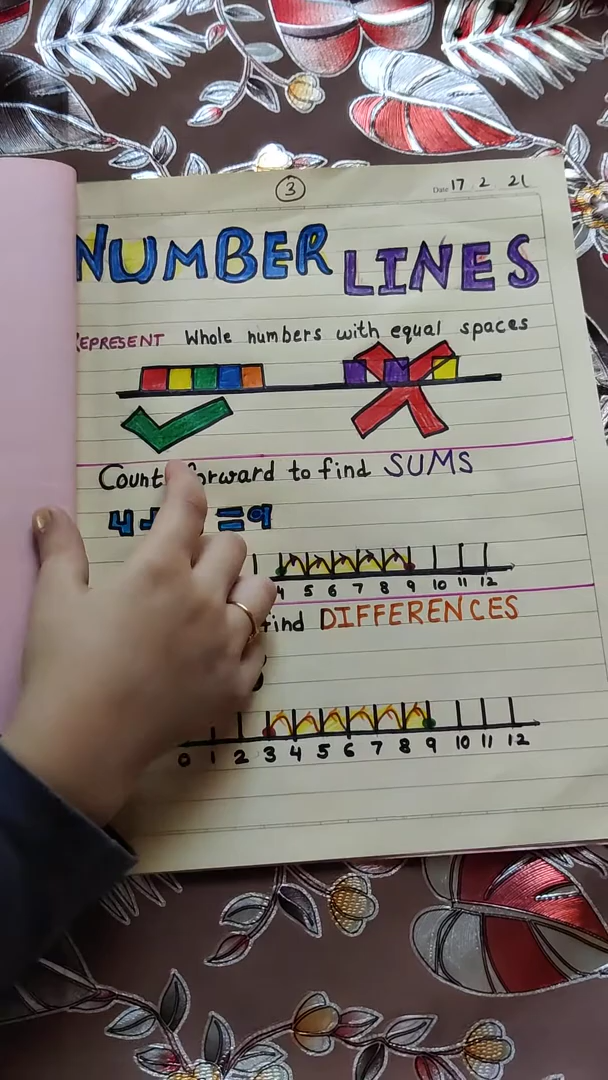 3
Date 17 2 21
NUMBER LINES
REPRESENT Whole numbers with equal spaces
Count forward to find SUMS
4 + = 9
4 5 6 7 8 9 10 11 12
find DIFFERENCES
0 1 2 3 4 5 6 7 8 9 10 11 12